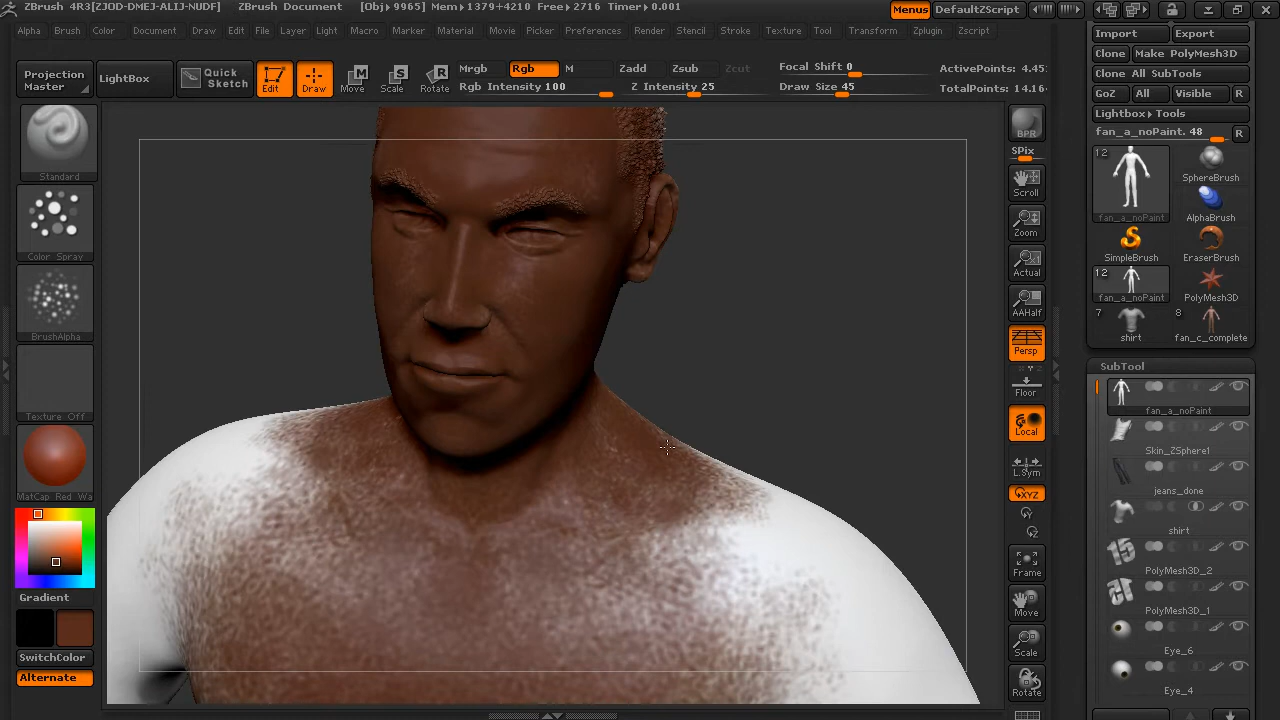 ZBrush 4R3[ZJOD-DMEJ-ALIJ-NUDF] ZBrush Document [Obj▸9965] Mem▸1379+4210 Free▸2716 Timer▸0.001 Menus DefaultZScript
Alpha Brush Color Document Draw Edit File Layer Light Macro Marker Material Movie Picker Preferences Render Stencil Stroke Texture Tool Transform Zplugin Zscript
Projection Master
LightBox
Quick Sketch
Edit Draw Move Scale Rotate
Mrgb Rgb M Zadd Zsub Zcut
Rgb Intensity 100 Z Intensity 25
Focal Shift 0
Draw Size 45
ActivePoints: 4.45
TotalPoints: 14.16
Standard
Color Spray
BrushAlpha
Texture Off
MatCap Red Wa
Gradient
SwitchColor
Alternate
BPR
SPix
Scroll
Zoom
Actual
AAHalf
Persp
Floor
Local
L.Sym
XYZ
Y
Z
Frame
Move
Scale
Rotate
Import Export
Clone Make PolyMesh3D
Clone All SubTools
GoZ All Visible R
Lightbox▸Tools
fan_a_noPaint. 48 R
12
fan_a_noPaint
SphereBrush
AlphaBrush
SimpleBrush EraserBrush
12
fan_a_noPaint PolyMesh3D
7 8
shirt fan_c_complete
SubTool
fan_a_noPaint
Skin_ZSphere1
jeans_done
shirt
PolyMesh3D_2
PolyMesh3D_1
Eye_6
Eye_4